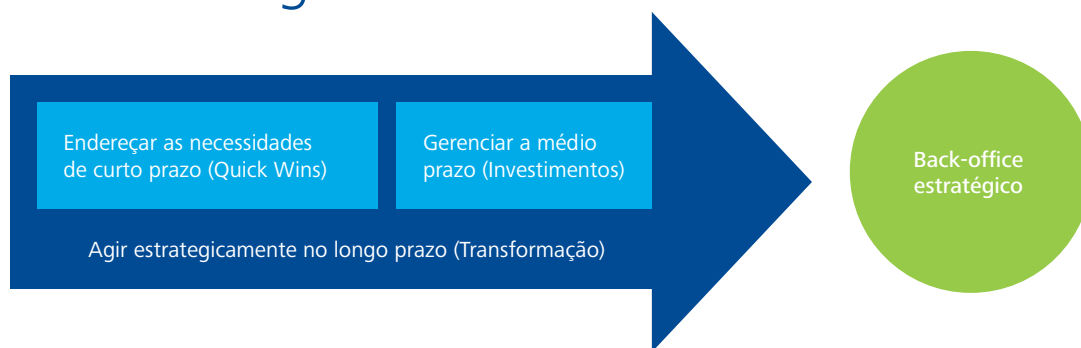 Endereçar as necessidades
de curto prazo (Quick Wins)
Gerenciar a médio
prazo (Investimentos)
Agir estrategicamente no longo prazo (Transformação)
Back-office
estratégico